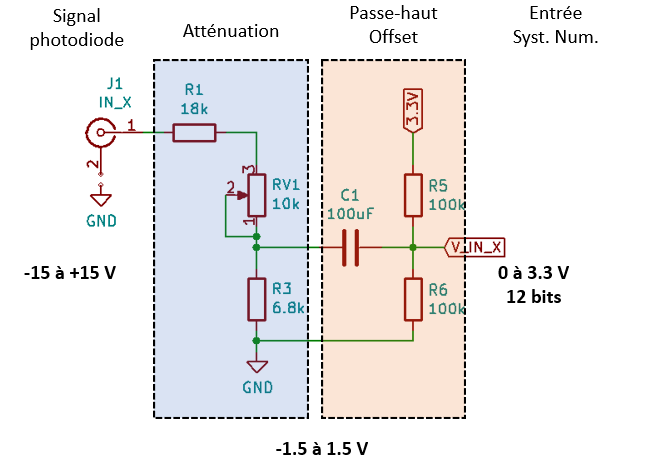 Signal
photodiode
Atténuation
Passe-haut
Offset
Entrée
Syst. Num.
J1
IN_X
1
2
GND
R1
18k
3
2
RV1
10k
1
R3
6.8k
GND
C1
100uF
3.3V
R5
100k
V_IN_X
R6
100k
-15 à +15 V
0 à 3.3 V
12 bits
-1.5 à 1.5 V